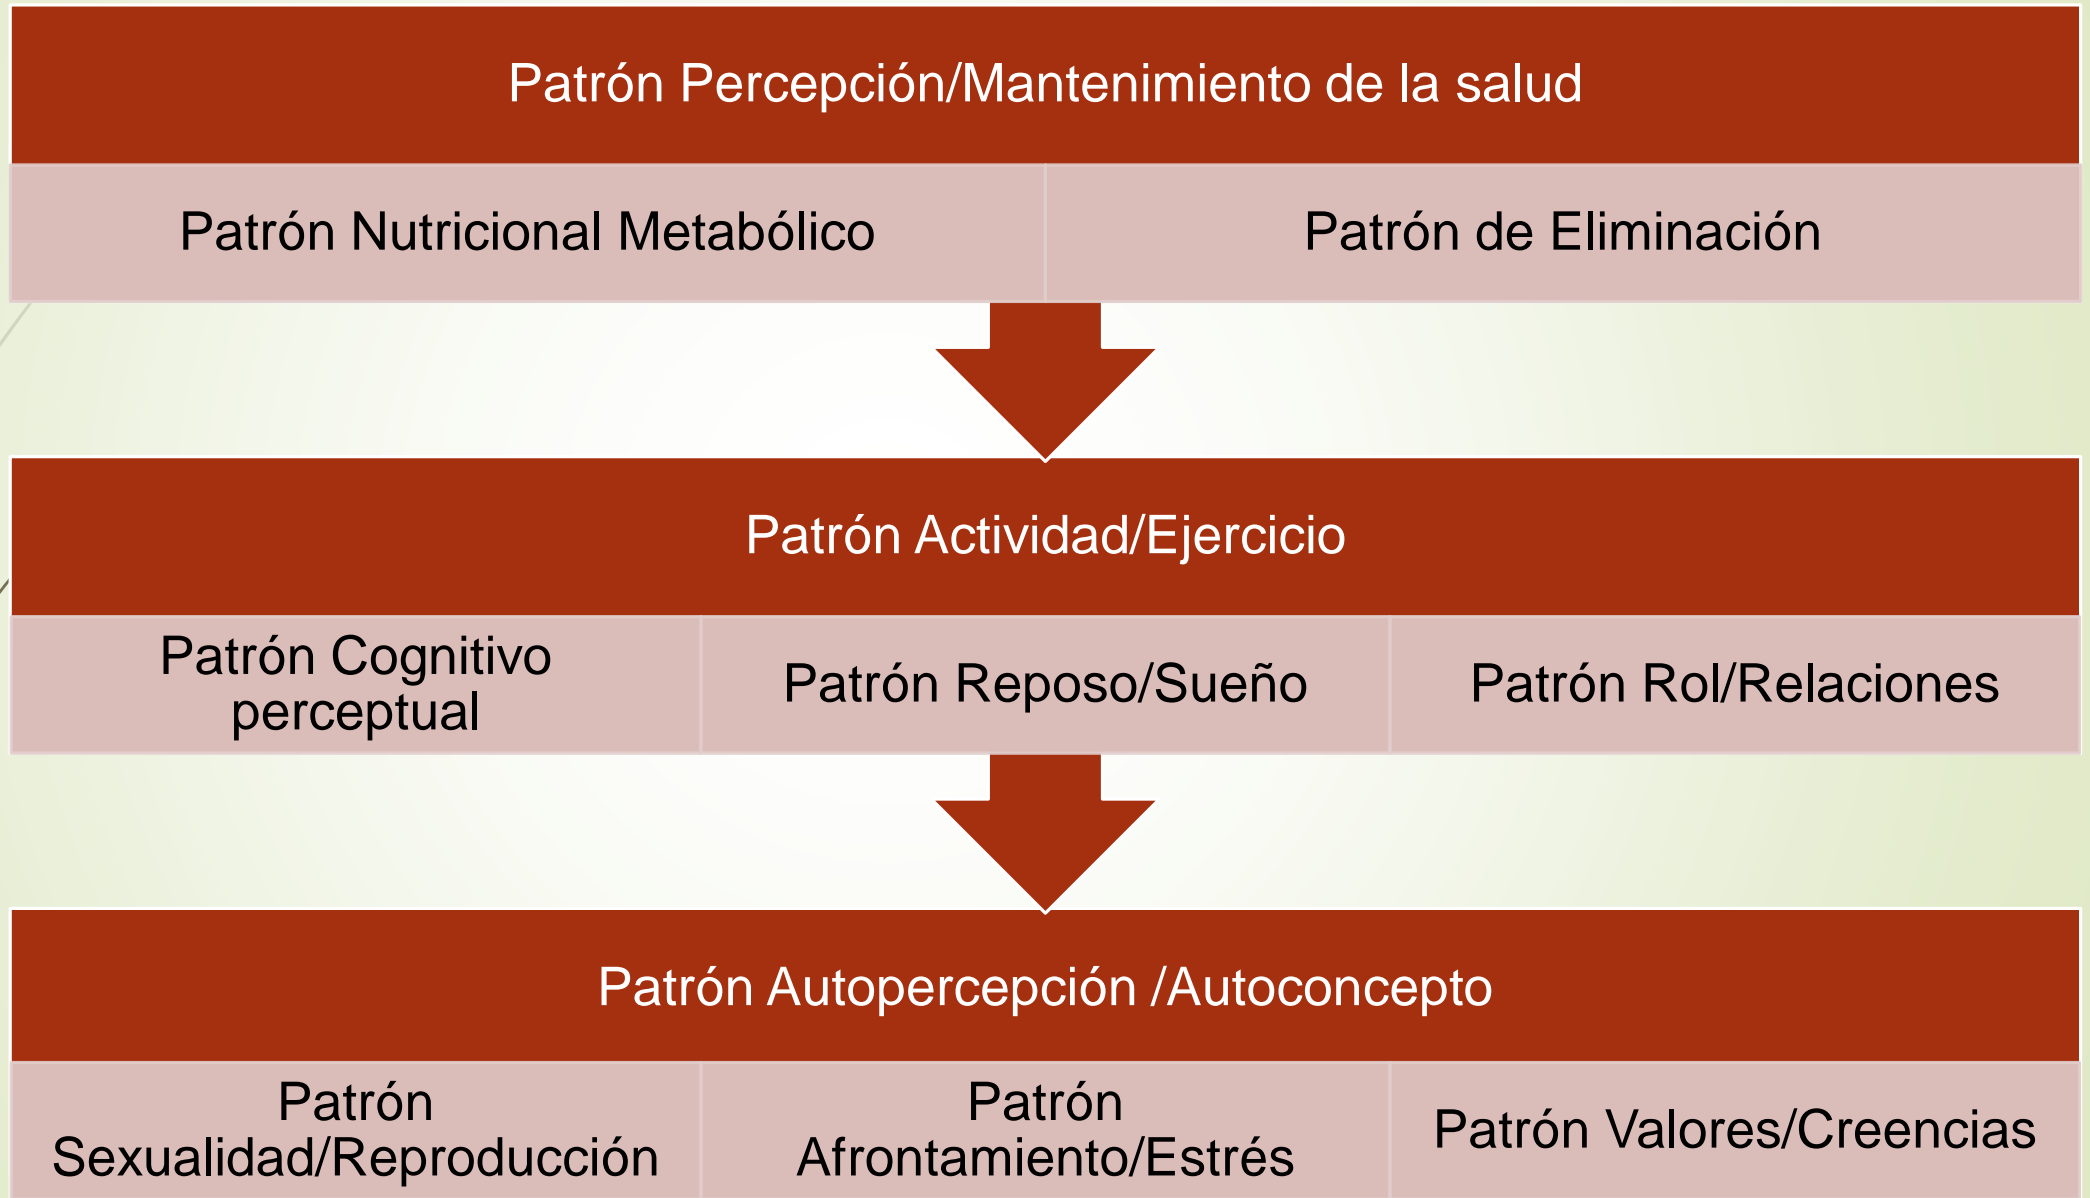 Patrón Percepción/Mantenimiento de la salud
Patrón Nutricional Metabólico
Patrón de Eliminación
Patrón Actividad/Ejercicio
Patrón Cognitivo
perceptual
Patrón Reposo/Sueño
Patrón Rol/Relaciones
Patrón Autopercepción /Autoconcepto
Patrón
Sexualidad/Reproducción
Patrón
Afrontamiento/Estrés
Patrón Valores/Creencias